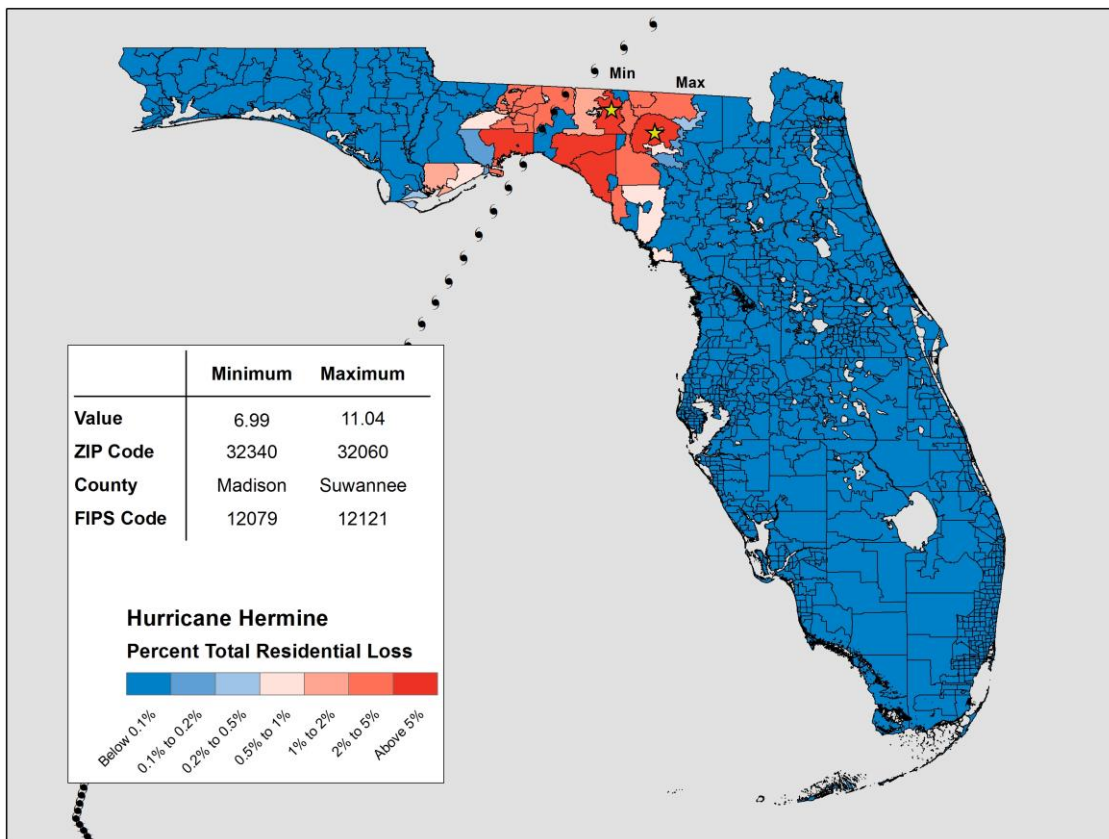 Min
Max
Minimum Maximum
Value 6.99 11.04
ZIP Code 32340 32060
County Madison Suwannee
FIPS Code 12079 12121
Hurricane Hermine
Percent Total Residential Loss
Below 0.1% 0.1% to 0.2% 0.2% to 0.5% 0.5% to 1% 1% to 2% 2% to 5% Above 5%